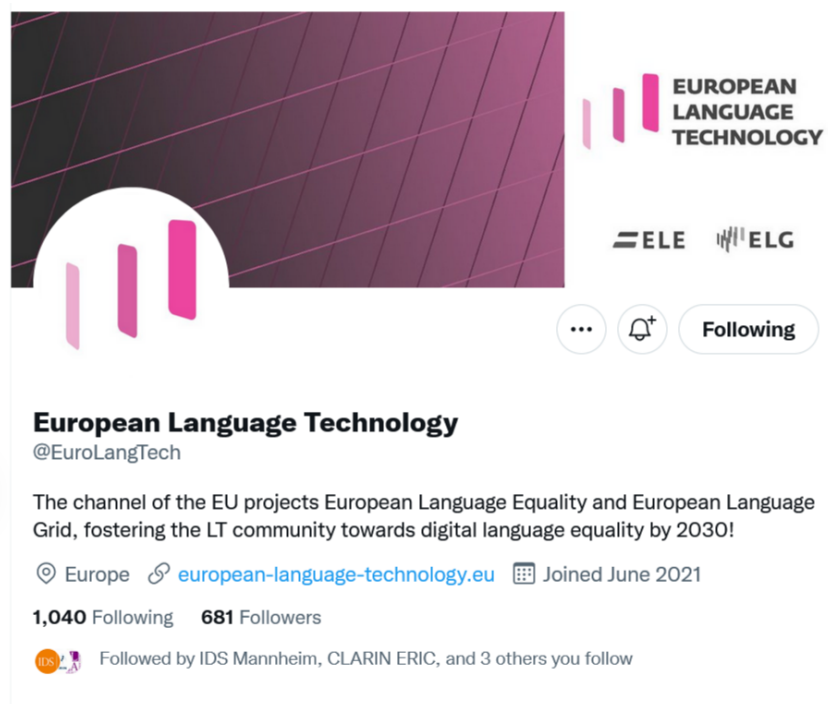 EUROPEAN
LANGUAGE
TECHNOLOGY
ELE ELG
Following
European Language Technology
@EuroLangTech
The channel of the EU projects European Language Equality and European Language
Grid, fostering the LT community towards digital language equality by 2030!
Europe european-language-technology.eu Joined June 2021
1,040 Following 681 Followers
IDS Followed by IDS Mannheim, CLARIN ERIC, and 3 others you follow